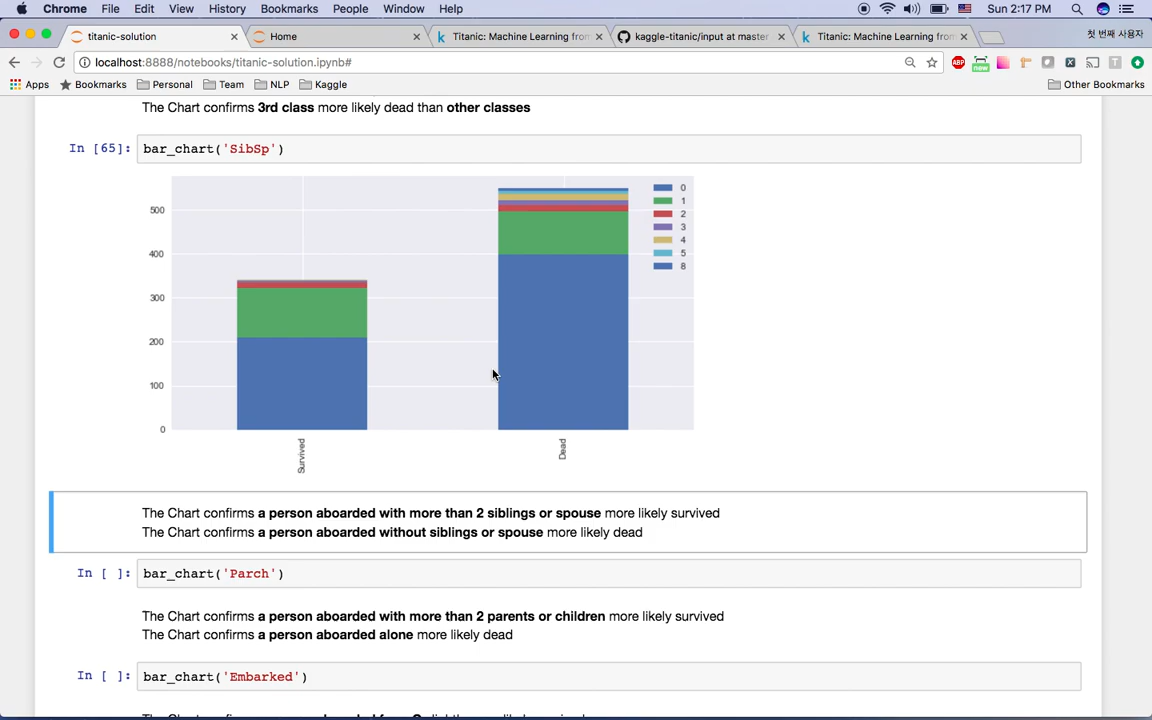 Chrome File Edit View History Bookmarks People Window Help Sun 2:17 PM
titanic-solution Home Titanic: Machine Learning from kaggle-titanic/input at master Titanic: Machine Learning from 첫 번째 사용자
localhost:8888/notebooks/titanic-solution.ipynb#
Apps Bookmarks Personal Team NLP Kaggle Other Bookmarks
The Chart confirms 3rd class more likely dead than other classes
In [65]: bar_chart('SibSp')
500
400
300
200
100
0
0
1
2
3
4
5
8
Survived
Dead
The Chart confirms a person aboarded with more than 2 siblings or spouse more likely survived
The Chart confirms a person aboarded without siblings or spouse more likely dead
In [ ]: bar_chart('Parch')
The Chart confirms a person aboarded with more than 2 parents or children more likely survived
The Chart confirms a person aboarded alone more likely dead
In [ ]: bar_chart('Embarked')